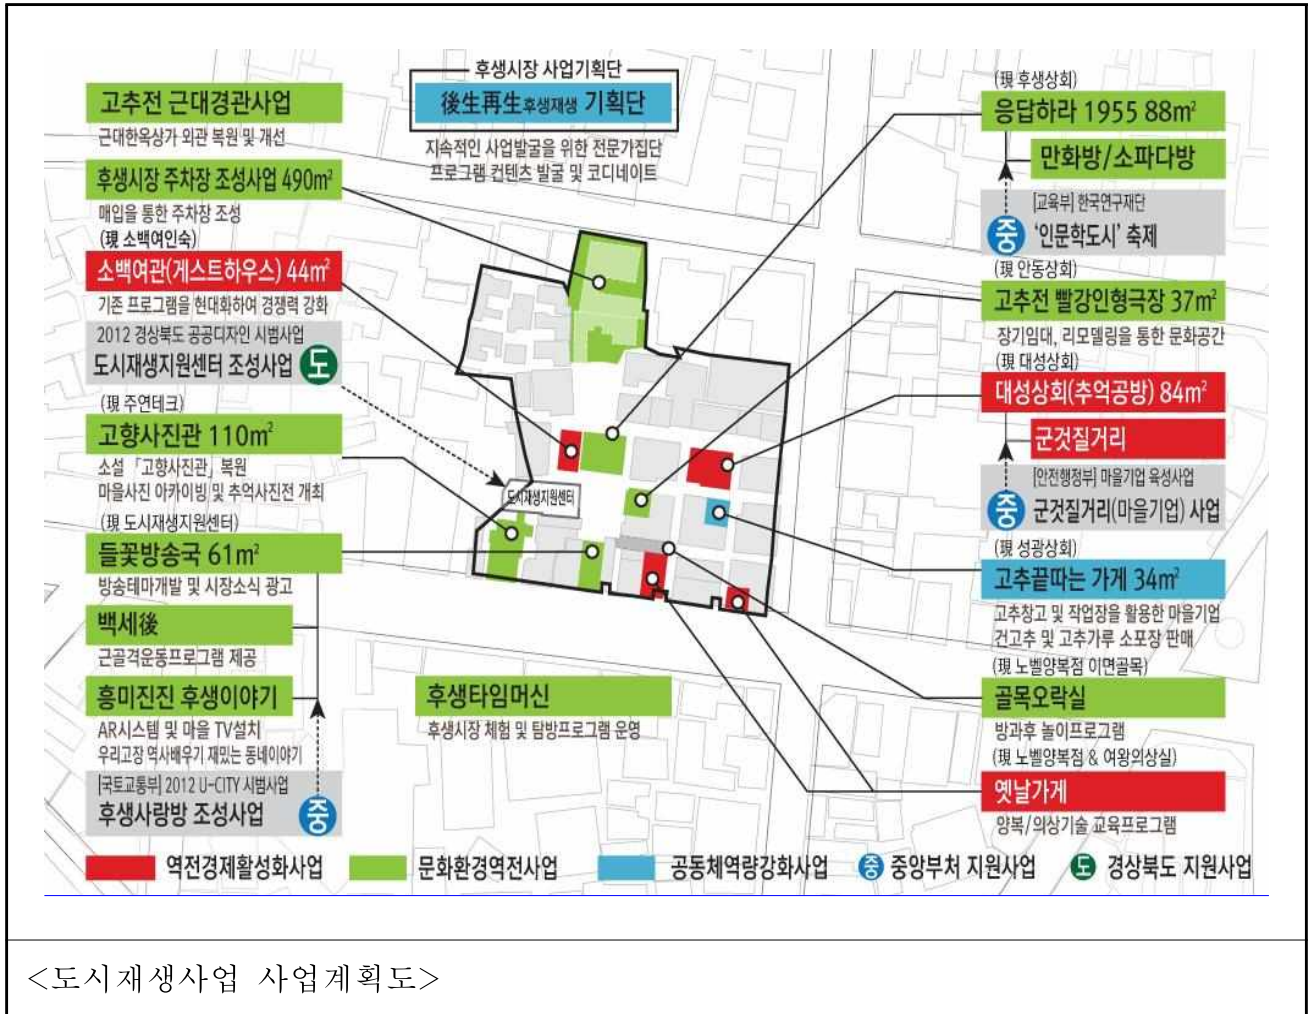 후생시장 사업기획단
後生再生후생재생 기획단
지속적인 사업발굴을 위한 전문가집단
프로그램 컨텐츠 발굴 및 코디네이트
고추전 근대경관사업
근대한옥상가 외관 복원 및 개선
후생시장 주차장 조성사업 490m²
매입을 통한 주차장 조성
(現 소백여인숙)
소백여관(게스트하우스) 44m²
기존 프로그램을 현대화하여 경쟁력 강화
2012 경상북도 공공디자인 시범사업
도시재생지원센터 조성사업 도
(現 주연테크)
고향사진관 110m²
소설 「고향사진관」 복원
마을사진 아카이빙 및 추억사진전 개최
(現 도시재생지원센터)
들꽃방송국 61m²
방송테마개발 및 시장소식 광고
백세後
근골격운동프로그램 제공
흥미진진 후생이야기
AR시스템 및 마을 TV설치
우리고장 역사배우기 재밌는 동네이야기
[국토교통부] 2012 U-CITY 시범사업
후생사랑방 조성사업 중
도시재생지원센터
후생타임머신
후생시장 체험 및 탐방프로그램 운영
(現 후생상회)
응답하라 1955 88m²
만화방/소파다방
[교육부] 한국연구재단
중 ‘인문학도시’ 축제
(現 안동상회)
고추전 빨강인형극장 37m²
장기임대, 리모델링을 통한 문화공간
(現 대성상회)
대성상회(추억공방) 84m²
군것질거리
[안전행정부] 마을기업 육성사업
중 군것질거리(마을기업) 사업
(現 성광상회)
고추끝따는 가게 34m²
고추창고 및 작업장을 활용한 마을기업
건고추 및 고추가루 소포장 판매
(現 노벨양복점 이면골목)
골목오락실
방과후 놀이프로그램
(現 노벨양복점 & 여왕의상실)
옛날가게
양복/의상기술 교육프로그램
역전경제활성화사업 문화환경역전사업 공동체역량강화사업 중 중앙부처 지원사업 도 경상북도 지원사업
<도시재생사업 사업계획도>